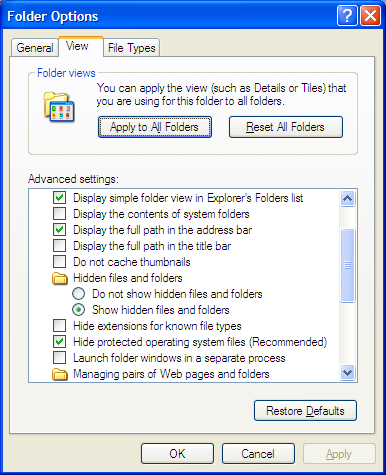 Folder Options
?
General View File Types
Folder views
You can apply the view (such as Details or Tiles) that
you are using for this folder to all folders.
Apply to All Folders Reset All Folders
Advanced settings:
Display simple folder view in Explorer's Folders list
Display the contents of system folders
Display the full path in the address bar
Display the full path in the title bar
Do not cache thumbnails
Hidden files and folders
Do not show hidden files and folders
Show hidden files and folders
Hide extensions for known file types
Hide protected operating system files (Recommended)
Launch folder windows in a separate process
Managing pairs of Web pages and folders
Restore Defaults
OK Cancel Apply